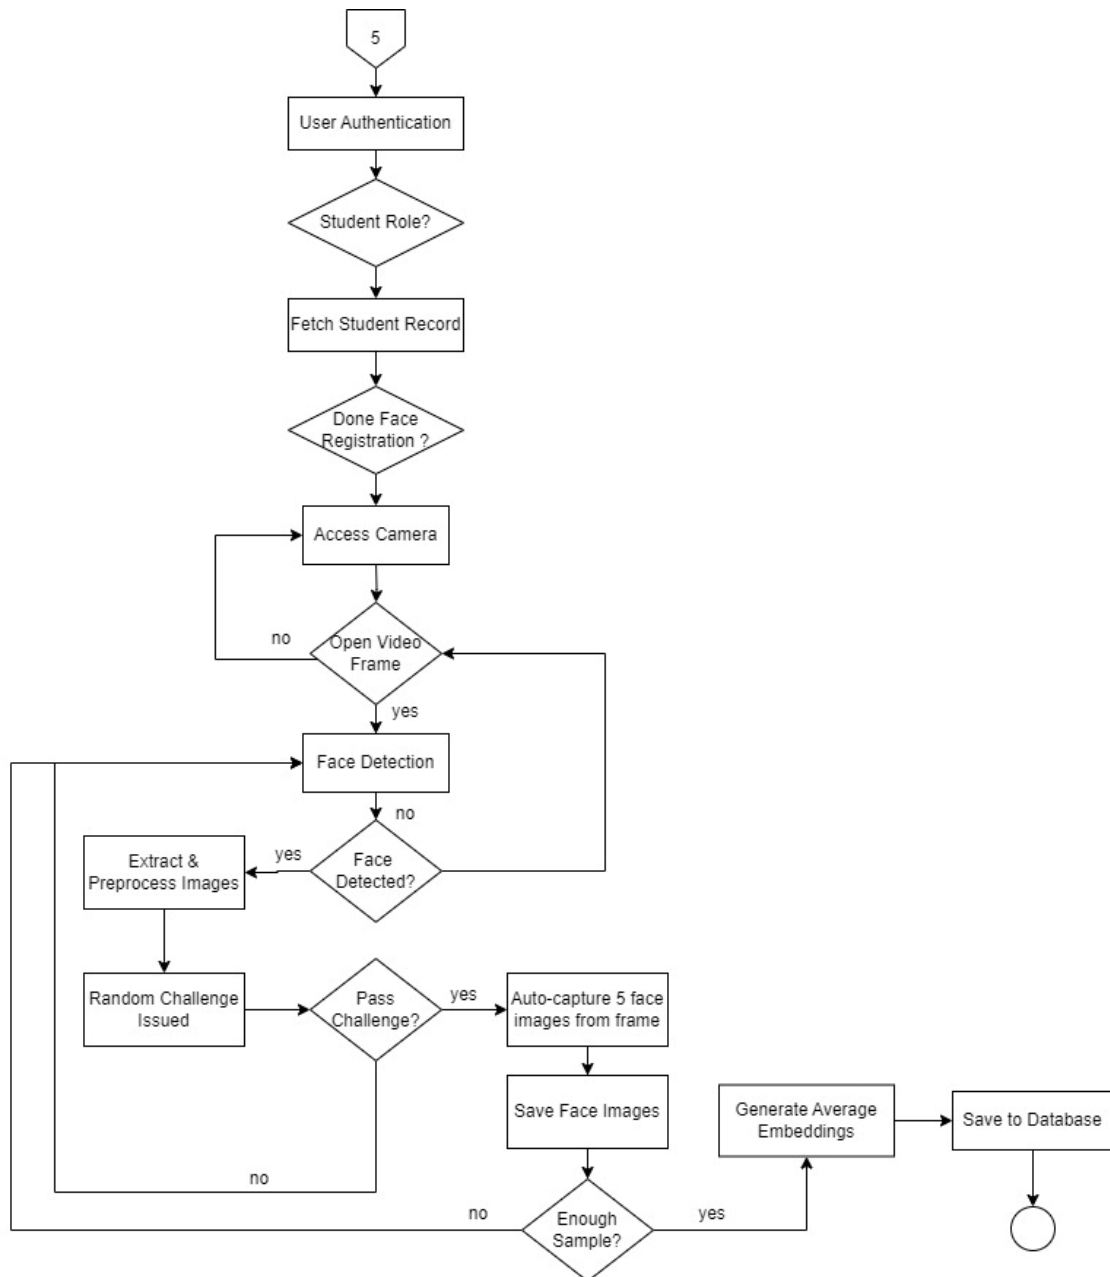 5
User Authentication
Student Role?
Fetch Student Record
Done Face
Registration ?
Access Camera
no
Open Video
Frame
yes
Face Detection
no
yes
Face
Detected?
Extract &
Preprocess Images
Random Challenge
Issued
Pass
Challenge?
yes
Auto-capture 5 face
images from frame
Save Face Images
no
Generate Average
Embeddings
Save to Database
no
Enough
Sample?
yes